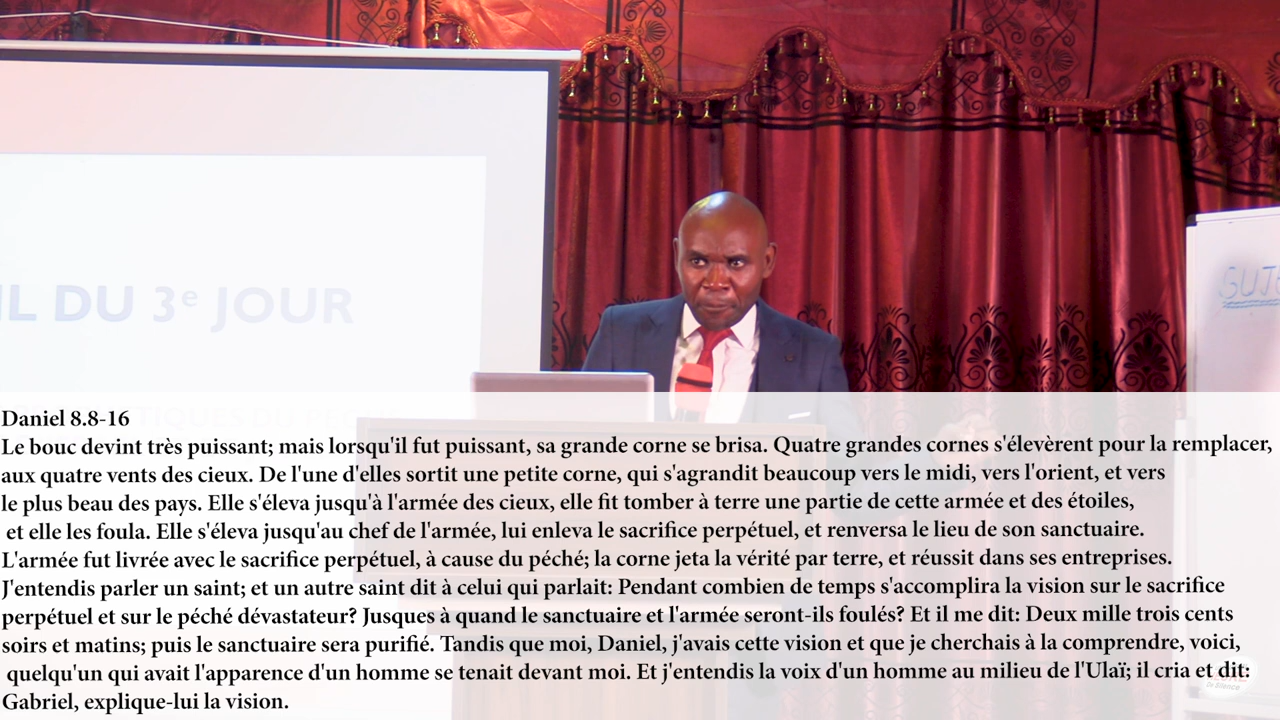 IL DU 3e JOUR
SUJE
TIQUES DU PE
Daniel 8.8-16
Le bouc devint très puissant; mais lorsqu'il fut puissant, sa grande corne se brisa. Quatre grandes cornes s'élevèrent pour la remplacer,
aux quatre vents des cieux. De l'une d'elles sortit une petite corne, qui s'agrandit beaucoup vers le midi, vers l'orient, et vers
le plus beau des pays. Elle s'éleva jusqu'à l'armée des cieux, elle fit tomber à terre une partie de cette armée et des étoiles,
et elle les foula. Elle s'éleva jusqu'au chef de l'armée, lui enleva le sacrifice perpétuel, et renversa le lieu de son sanctuaire.
L'armée fut livrée avec le sacrifice perpétuel, à cause du péché; la corne jeta la vérité par terre, et réussit dans ses entreprises.
J'entendis parler un saint; et un autre saint dit à celui qui parlait: Pendant combien de temps s'accomplira la vision sur le sacrifice
perpétuel et sur le péché dévastateur? Jusques à quand le sanctuaire et l'armée seront-ils foulés? Et il me dit: Deux mille trois cents
soirs et matins; puis le sanctuaire sera purifié. Tandis que moi, Daniel, j'avais cette vision et que je cherchais à la comprendre, voici,
quelqu'un qui avait l'apparence d'un homme se tenait devant moi. Et j'entendis la voix d'un homme au milieu de l'Ulaï; il cria et dit:
Gabriel, explique-lui la vision.